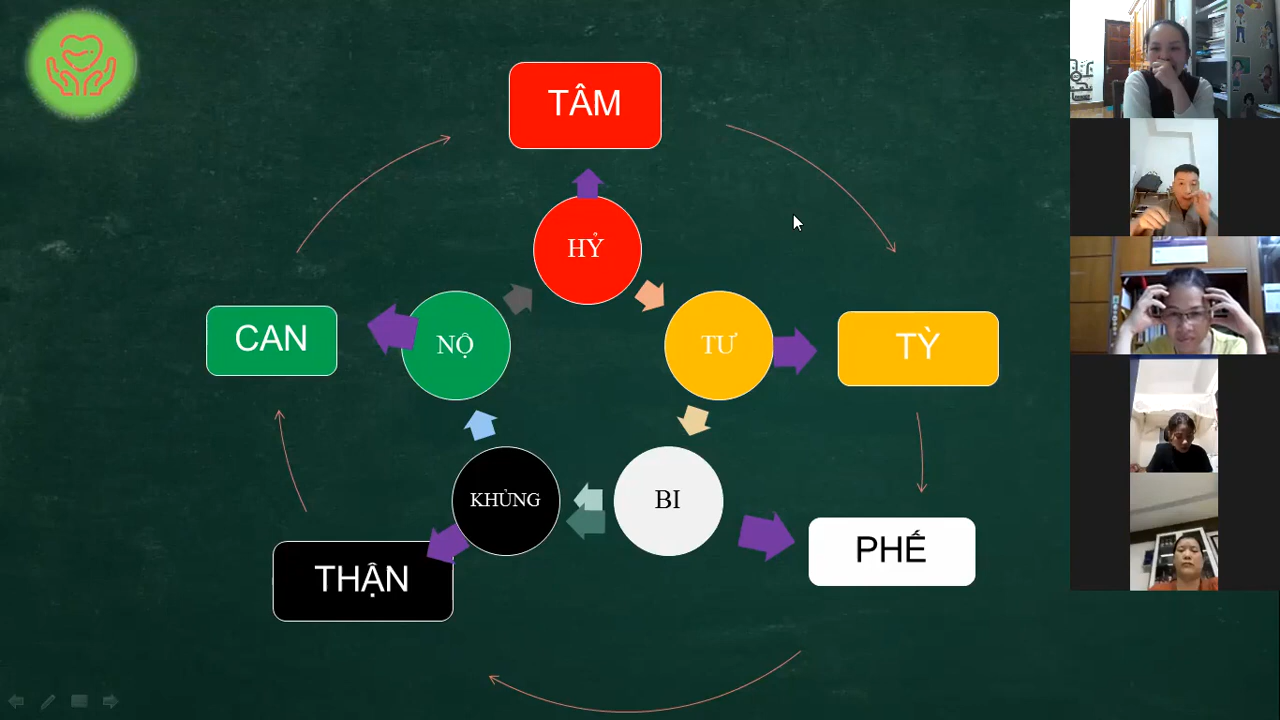 TÂM
HỶ
CAN
NỘ
TƯ
TỲ
KHỦNG
BI
PHẾ
THẬN